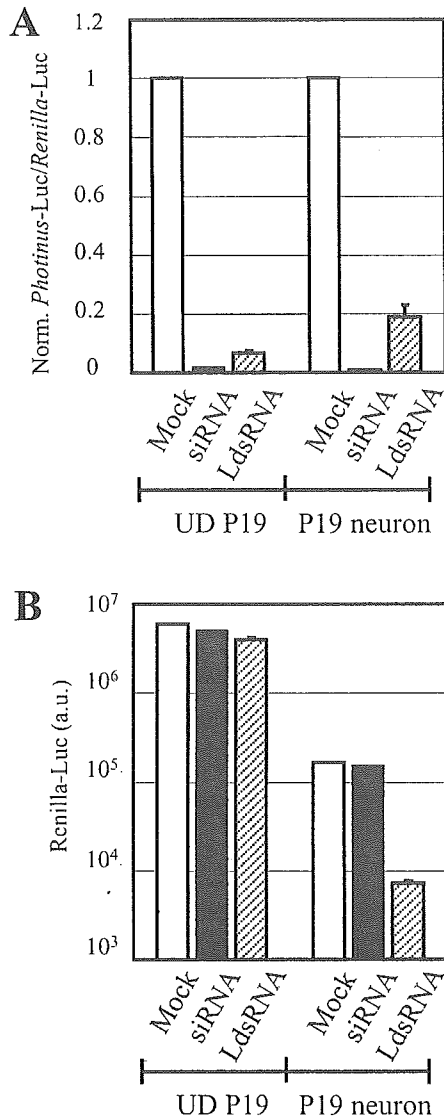 A
Norm. Photinus-Luc/Renilla-Luc
1.2
1
0.8
0.6
0.4
0.2
0
Mock
siRNA
LdsRNA
Mock
siRNA
LdsRNA
UD P19
P19 neuron
B
Renilla-Luc (a.u.)
10⁷
10⁶
10⁵
10⁴
10³
Mock
siRNA
LdsRNA
Mock
siRNA
LdsRNA
UD P19
P19 neuron